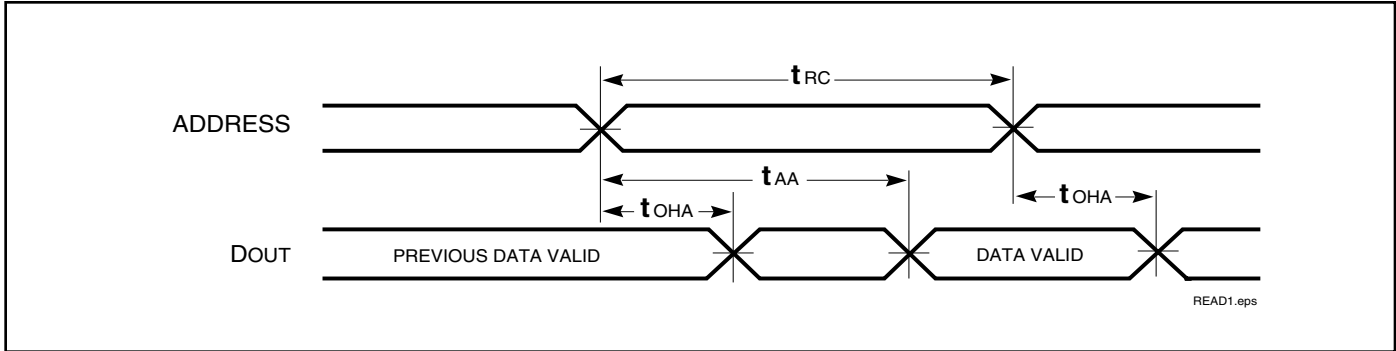 tRC
ADDRESS
tAA
tOHA
tOHA
DOUT
PREVIOUS DATA VALID
DATA VALID
READ1.eps